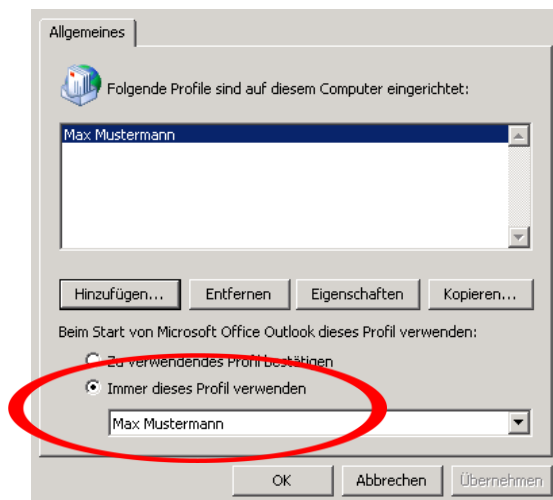 Allgemeines
Folgende Profile sind auf diesem Computer eingerichtet:
Max Mustermann
Hinzufügen... Entfernen Eigenschaften Kopieren...
Beim Start von Microsoft Office Outlook dieses Profil verwenden:
Zu verwendendes Profil bestätigen
Immer dieses Profil verwenden
Max Mustermann
OK Abbrechen Übernehmen